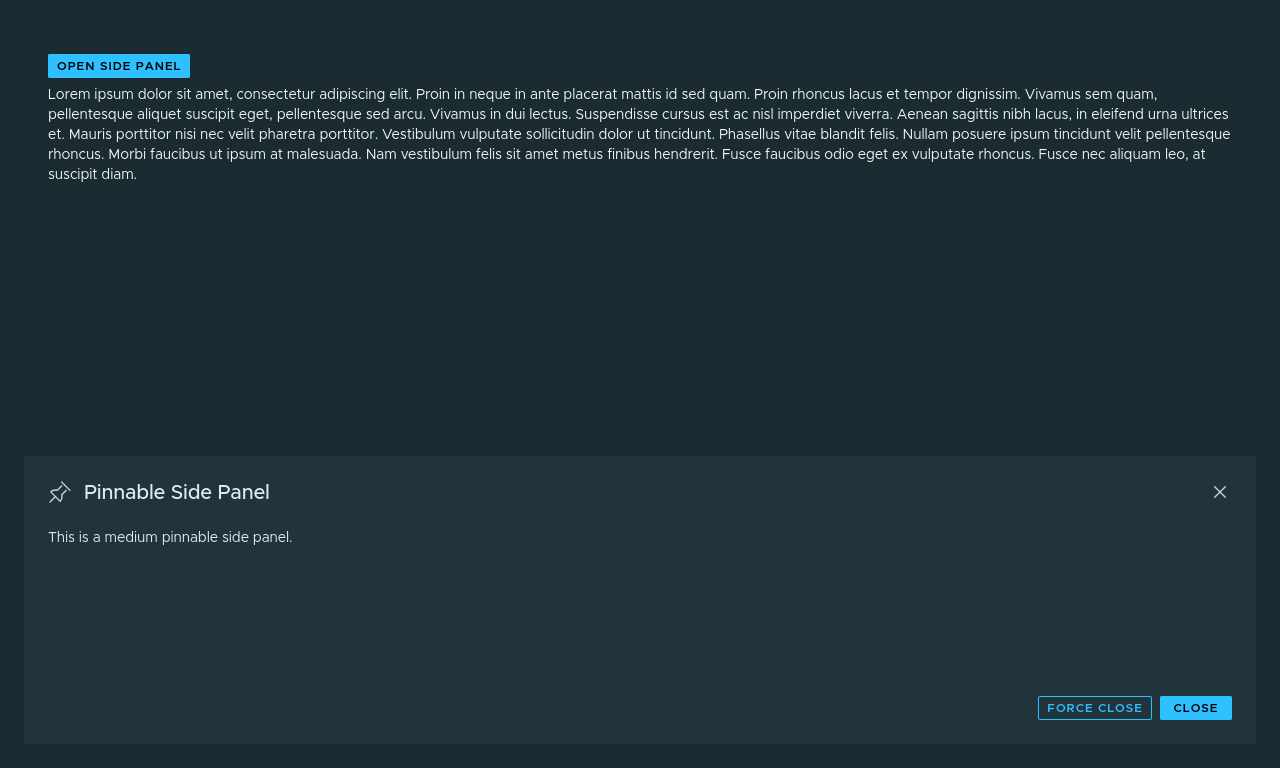 OPEN SIDE PANEL
Lorem ipsum dolor sit amet, consectetur adipiscing elit. Proin in neque in ante placerat mattis id sed quam. Proin rhoncus lacus et tempor dignissim. Vivamus sem quam,
pellentesque aliquet suscipit eget, pellentesque sed arcu. Vivamus in dui lectus. Suspendisse cursus est ac nisl imperdiet viverra. Aenean sagittis nibh lacus, in eleifend urna ultrices
et. Mauris porttitor nisi nec velit pharetra porttitor. Vestibulum vulputate sollicitudin dolor ut tincidunt. Phasellus vitae blandit felis. Nullam posuere ipsum tincidunt velit pellentesque
rhoncus. Morbi faucibus ut ipsum at malesuada. Nam vestibulum felis sit amet metus finibus hendrerit. Fusce faucibus odio eget ex vulputate rhoncus. Fusce nec aliquam leo, at
suscipit diam.
Pinnable Side Panel
This is a medium pinnable side panel.
FORCE CLOSE
CLOSE